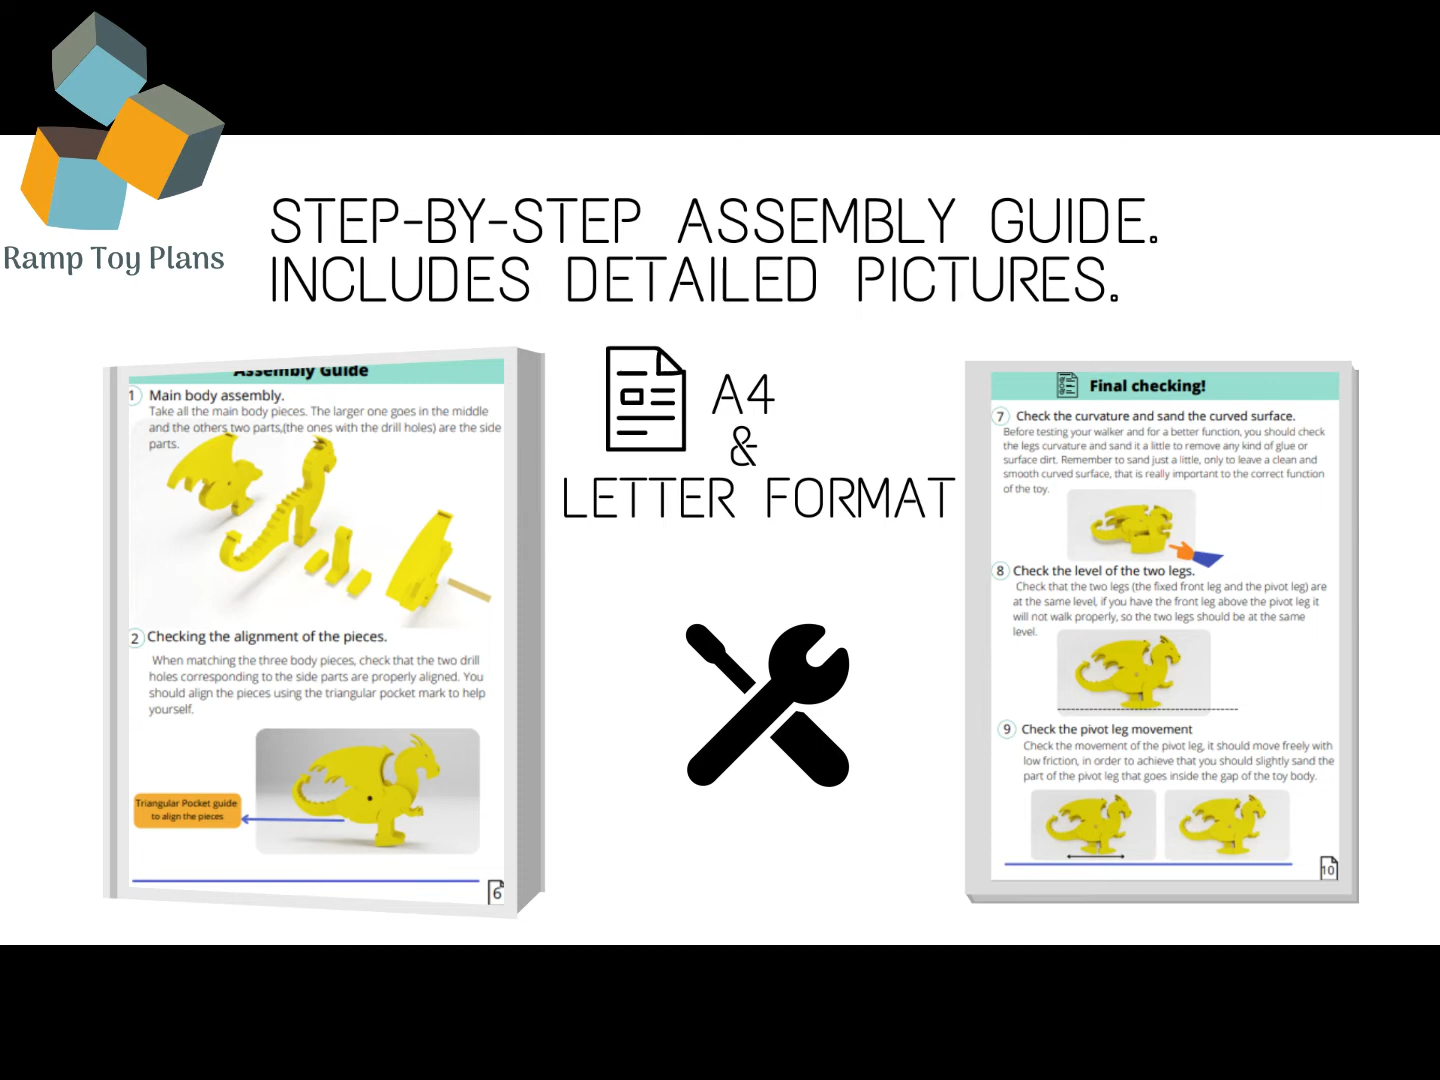 Ramp Toy Plans
STEP-BY-STEP ASSEMBLY GUIDE.
INCLUDES DETAILED PICTURES.
Assembly Guide
1 Main body assembly.
Take all the main body pieces. The larger one goes in the middle
and the others two parts,(the ones with the drill holes) are the side
parts.
2 Checking the alignment of the pieces.
When matching the three body pieces, check that the two drill
holes corresponding to the side parts are properly aligned. You
should align the pieces using the triangular pocket mark to help
yourself.
Triangular Pocket guide
to align the pieces
6
A4
&
LETTER FORMAT
Final checking!
7 Check the curvature and sand the curved surface.
Before testing your walker and for a better function, you should check
the legs curvature and sand it a little to remove any kind of glue or
surface dirt. Remember to sand just a little, only to leave a clean and
smooth curved surface, that is really important to the correct function
of the toy.
8 Check the level of the two legs.
Check that the two legs (the fixed front leg and the pivot leg) are
at the same level, if you have the front leg above the pivot leg it
will not walk properly, so the two legs should be at the same
level.
9 Check the pivot leg movement
Check the movement of the pivot leg, it should move freely with
low friction, in order to achieve that you should slightly sand the
part of the pivot leg that goes inside the gap of the toy body.
10